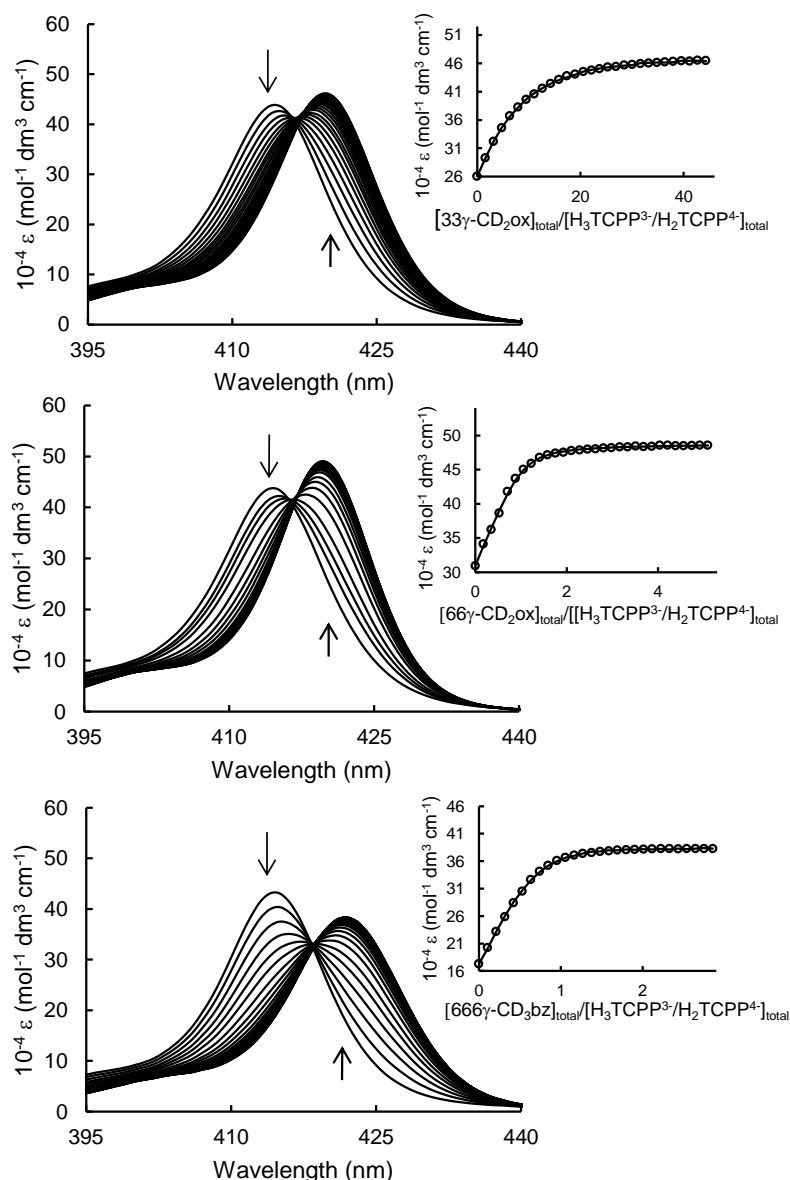 60
50
40
30
20
10
0
10⁻⁴ ε (mol⁻¹ dm³ cm⁻¹)
395 410 425 440
Wavelength (nm)
51
46
41
36
31
26
10⁻⁴ ε (mol⁻¹ dm³ cm⁻¹)
0 20 40
[33γ-CD₂ox]total/[H₃TCPP³⁻/H₂TCPP⁴⁻]total
60
50
40
30
20
10
0
10⁻⁴ ε (mol⁻¹ dm³ cm⁻¹)
395 410 425 440
Wavelength (nm)
50
45
40
35
30
10⁻⁴ ε (mol⁻¹ dm³ cm⁻¹)
0 2 4
[66γ-CD₂ox]total/[[H₃TCPP³⁻/H₂TCPP⁴⁻]total
60
50
40
30
20
10
0
10⁻⁴ ε (mol⁻¹ dm³ cm⁻¹)
395 410 425 440
Wavelength (nm)
46
41
36
31
26
21
16
10⁻⁴ ε (mol⁻¹ dm³ cm⁻¹)
0 1 2
[666γ-CD₃bz]total/[H₃TCPP³⁻/H₂TCPP⁴⁻]total